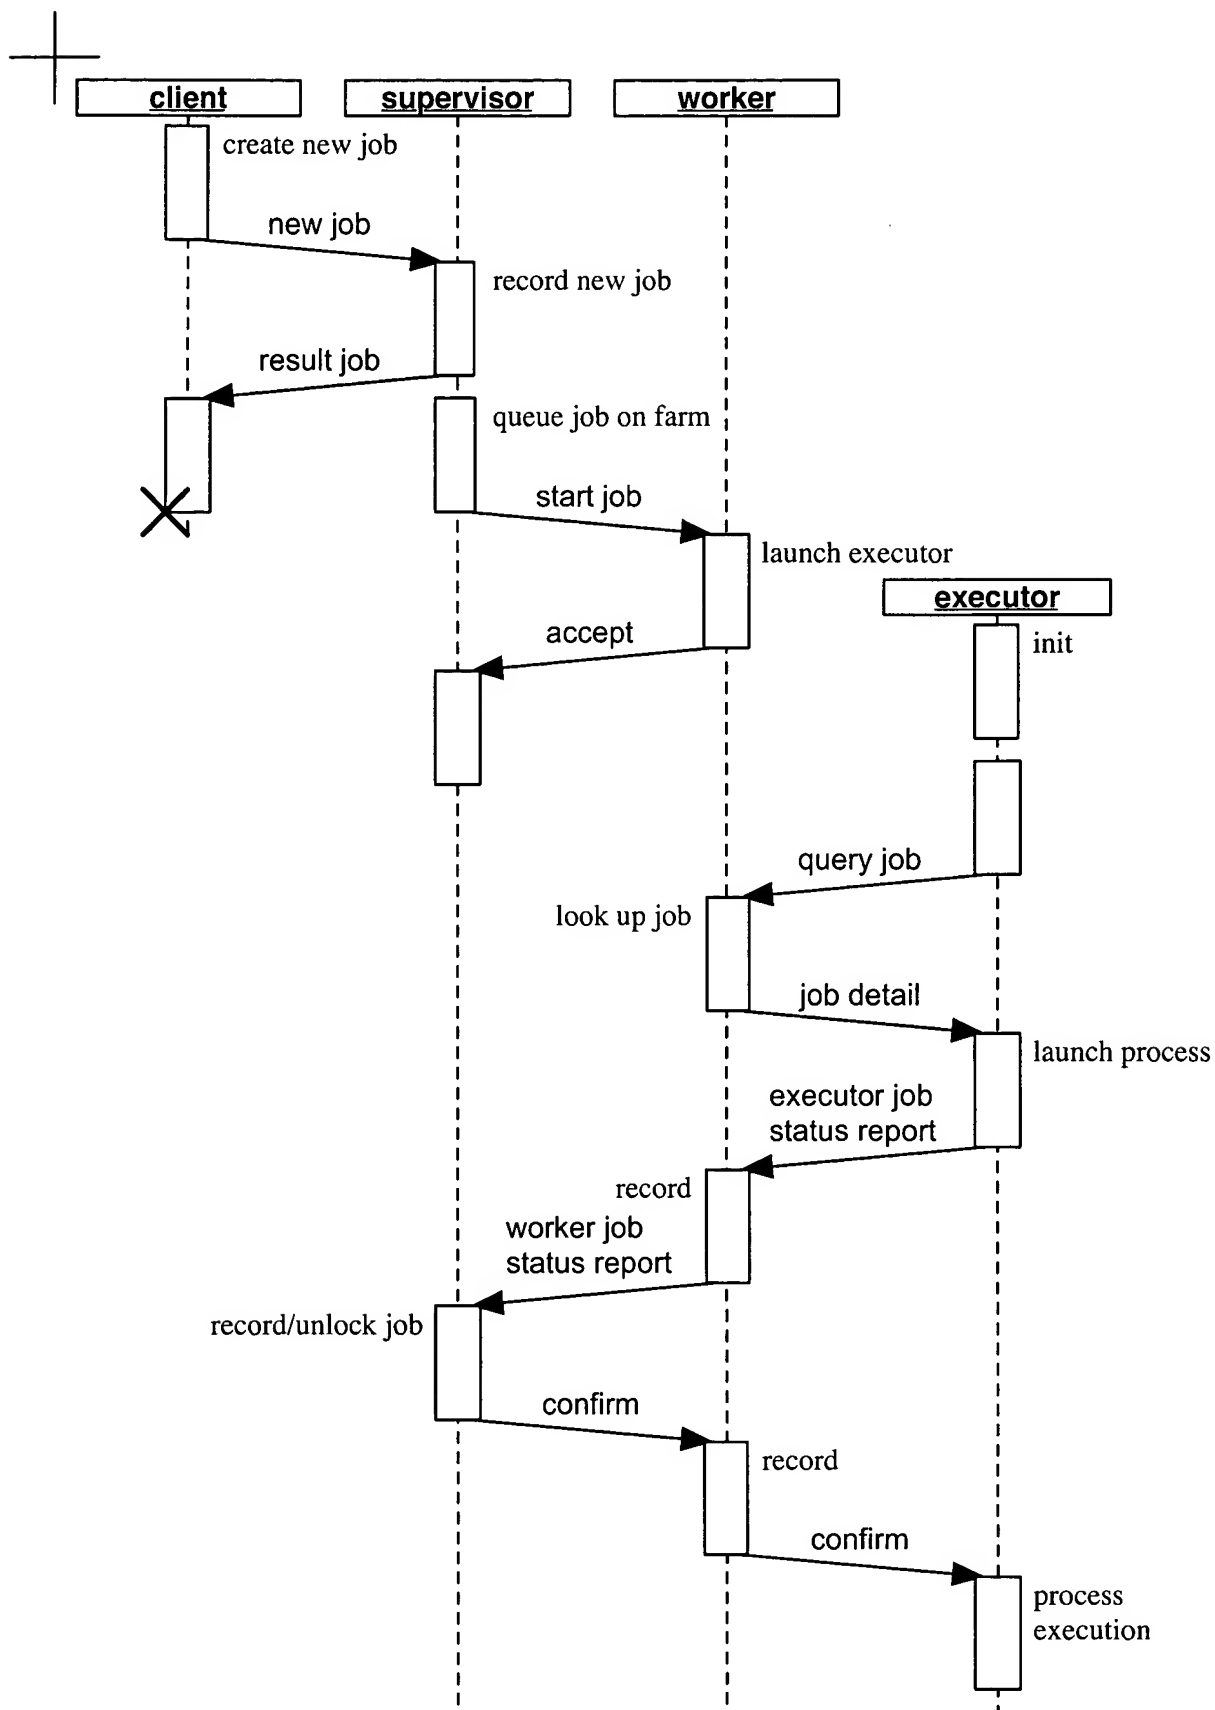 client
supervisor
worker
create new job
new job
record new job
result job
queue job on farm
start job
launch executor
executor
accept
init
query job
look up job
job detail
launch process
executor job
status report
record
worker job
status report
record/unlock job
confirm
record
confirm
process
execution